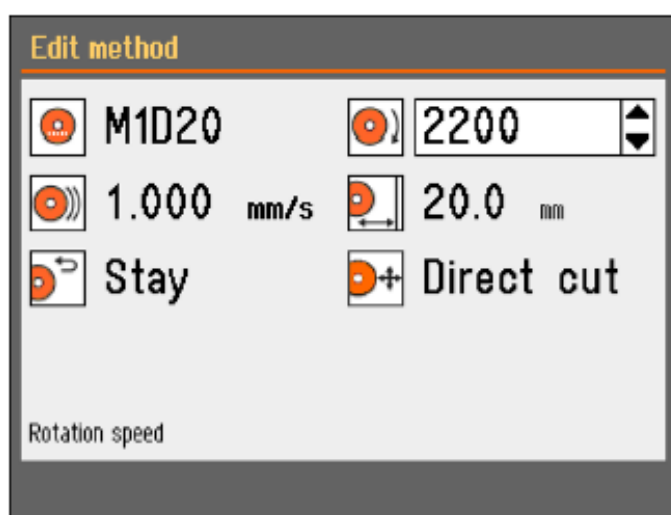 Edit method
M1D20 2200
1.000 mm/s 20.0 mm
Stay Direct cut
Rotation speed